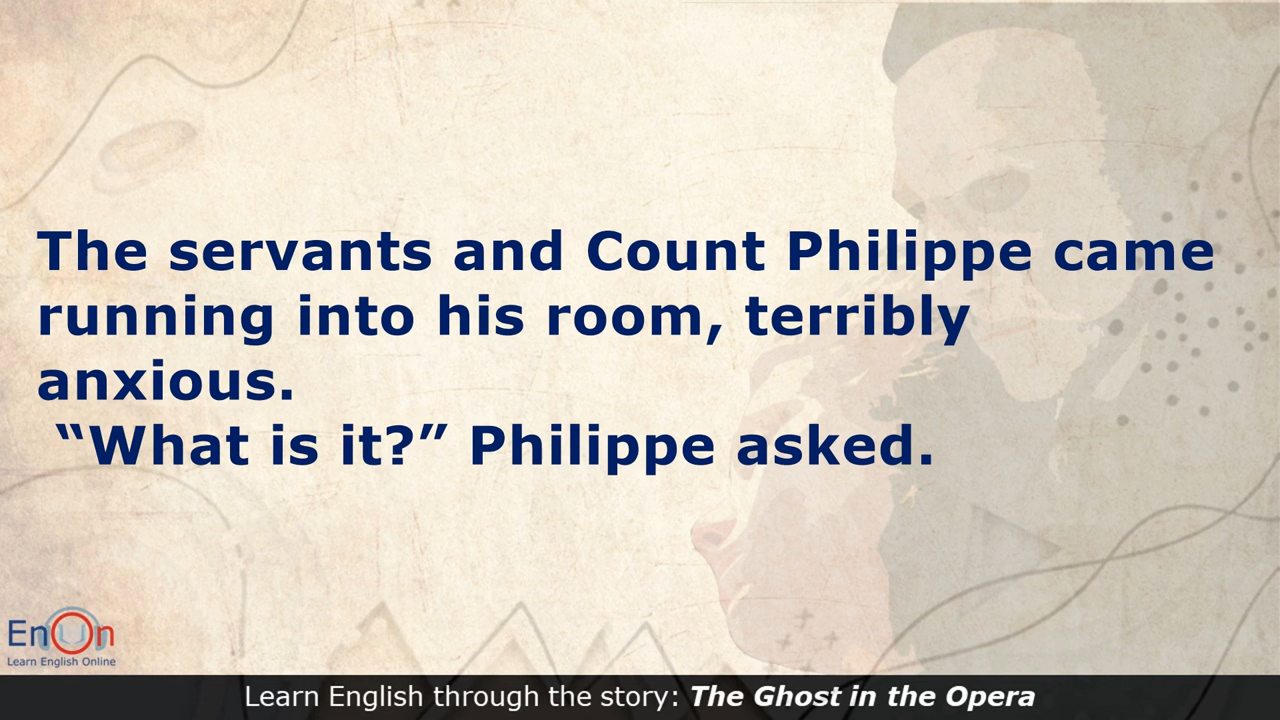 The servants and Count Philippe came
running into his room, terribly
anxious.
“What is it?” Philippe asked.
EnOn
Learn English Online
Learn English through the story: The Ghost in the Opera